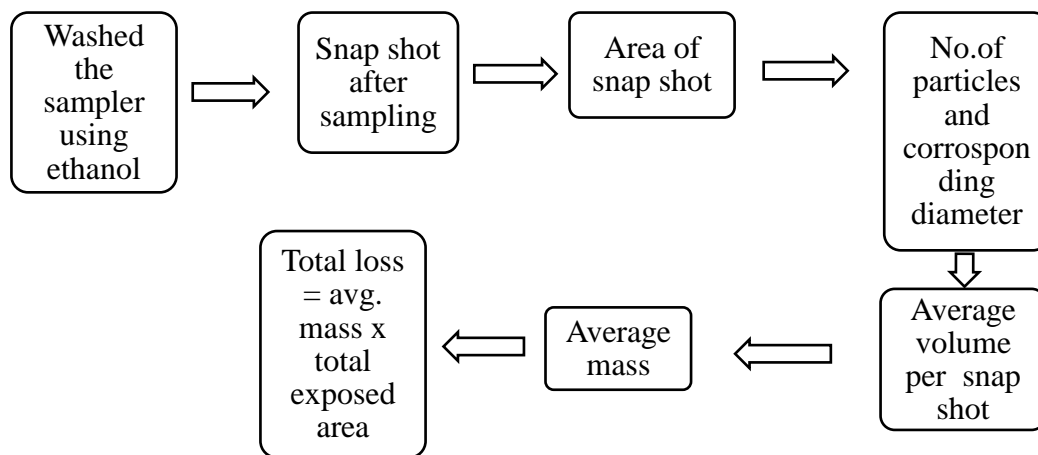 Washed
the
sampler
using
ethanol
Snap shot
after
sampling
Area of
snap shot
No.of
particles
and
corrospon
ding
diameter
Average
volume
per snap
shot
Average
mass
Total loss
= avg.
mass x
total
exposed
area